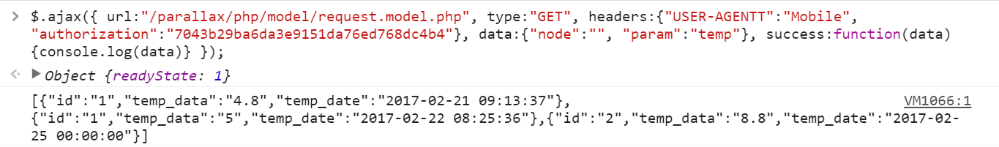 $.ajax({ url:"/parallax/php/model/request.model.php", type:"GET", headers:{"USER-AGENTT":"Mobile",
"authorization":"7043b29ba6da3e9151da76ed768dc4b4"}, data:{"node":"", "param":"temp"}, success:function(data)
{console.log(data)} });
Object {readyState: 1}
[{"id":"1","temp_data":"4.8","temp_date":"2017-02-21 09:13:37"}, VM1066:1
{"id":"1","temp_data":"5","temp_date":"2017-02-22 08:25:36"},{"id":"2","temp_data":"8.8","temp_date":"2017-02-
25 00:00:00"}]